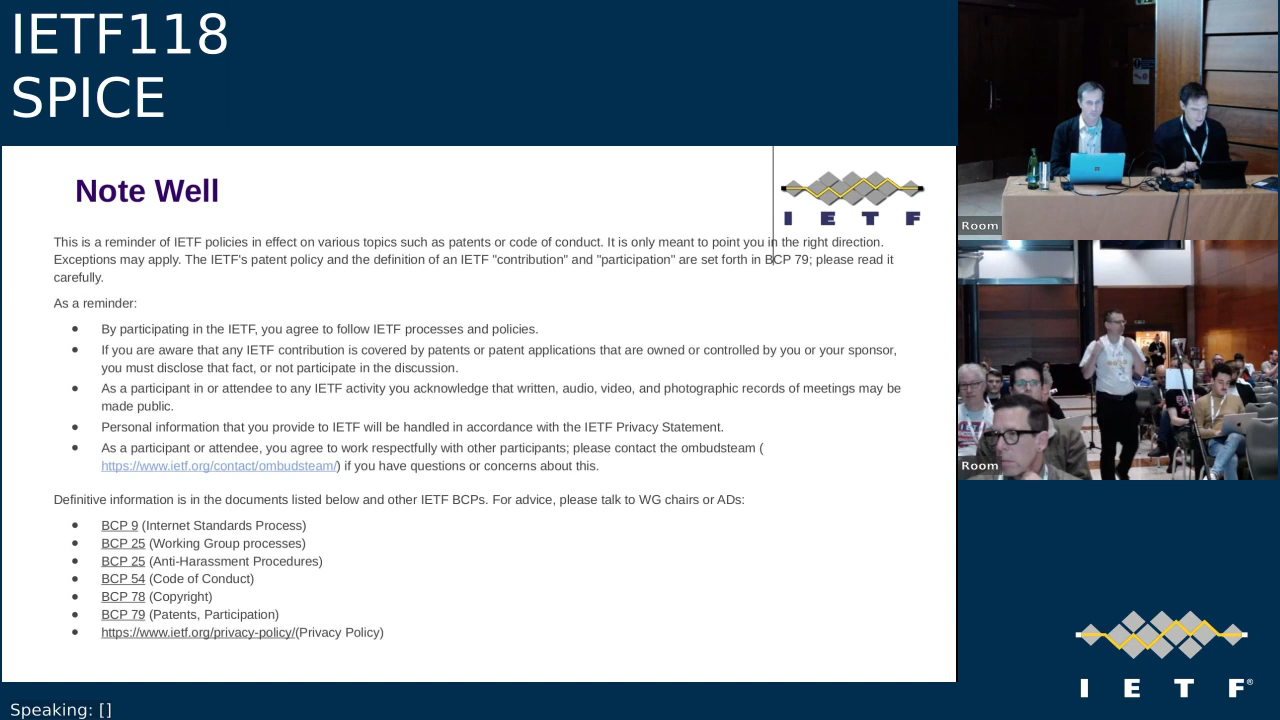 IETF118
SPICE
Note Well
I E T F
This is a reminder of IETF policies in effect on various topics such as patents or code of conduct. It is only meant to point you in the right direction.
Exceptions may apply. The IETF's patent policy and the definition of an IETF "contribution" and "participation" are set forth in BCP 79; please read it
carefully.
As a reminder:
● By participating in the IETF, you agree to follow IETF processes and policies.
● If you are aware that any IETF contribution is covered by patents or patent applications that are owned or controlled by you or your sponsor,
you must disclose that fact, or not participate in the discussion.
● As a participant in or attendee to any IETF activity you acknowledge that written, audio, video, and photographic records of meetings may be
made public.
● Personal information that you provide to IETF will be handled in accordance with the IETF Privacy Statement.
● As a participant or attendee, you agree to work respectfully with other participants; please contact the ombudsteam (
https://www.ietf.org/contact/ombudsteam/) if you have questions or concerns about this.
Definitive information is in the documents listed below and other IETF BCPs. For advice, please talk to WG chairs or ADs:
● BCP 9 (Internet Standards Process)
● BCP 25 (Working Group processes)
● BCP 25 (Anti-Harassment Procedures)
● BCP 54 (Code of Conduct)
● BCP 78 (Copyright)
● BCP 79 (Patents, Participation)
● https://www.ietf.org/privacy-policy/(Privacy Policy)
Room
Room
I E T F®
Speaking: []